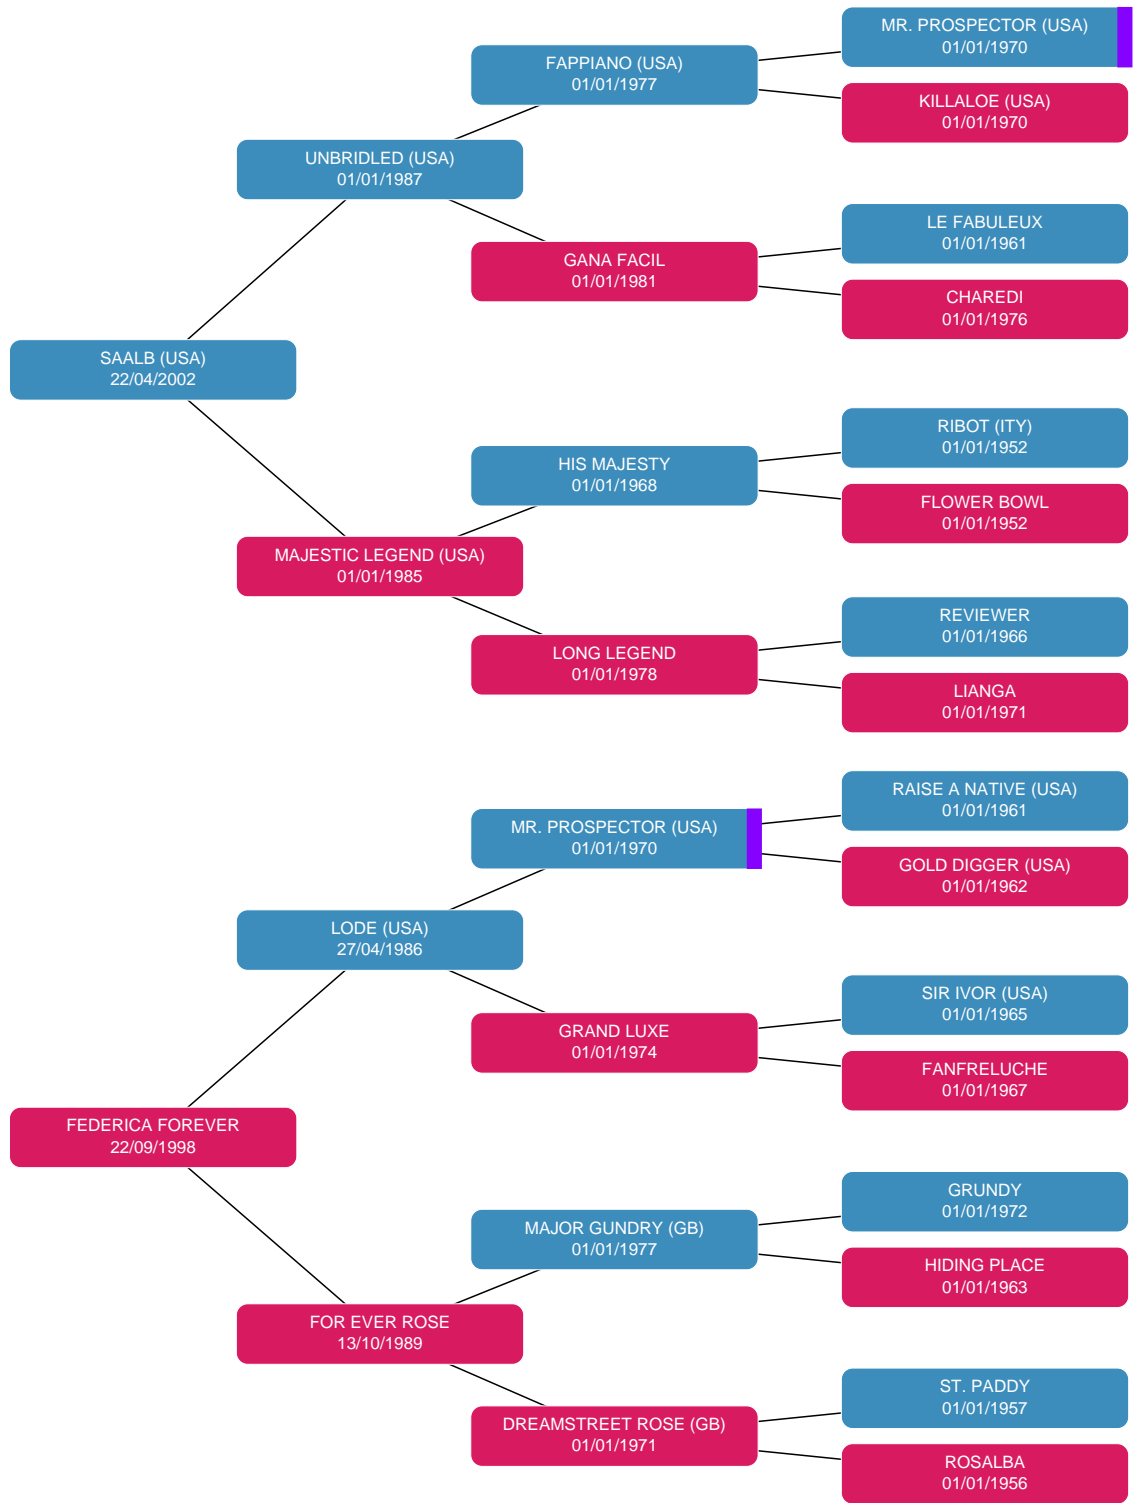 MR. PROSPECTOR (USA)
01/01/1970
FAPPIANO (USA)
01/01/1977
KILLALOE (USA)
01/01/1970
UNBRIDLED (USA)
01/01/1987
LE FABULEUX
01/01/1961
GANA FACIL
01/01/1981
CHAREDI
01/01/1976
SAALB (USA)
22/04/2002
RIBOT (ITY)
01/01/1952
HIS MAJESTY
01/01/1968
FLOWER BOWL
01/01/1952
MAJESTIC LEGEND (USA)
01/01/1985
REVIEWER
01/01/1966
LONG LEGEND
01/01/1978
LIANGA
01/01/1971
RAISE A NATIVE (USA)
01/01/1961
MR. PROSPECTOR (USA)
01/01/1970
GOLD DIGGER (USA)
01/01/1962
LODE (USA)
27/04/1986
SIR IVOR (USA)
01/01/1965
GRAND LUXE
01/01/1974
FANFRELUCHE
01/01/1967
FEDERICA FOREVER
22/09/1998
GRUNDY
01/01/1972
MAJOR GUNDRY (GB)
01/01/1977
HIDING PLACE
01/01/1963
FOR EVER ROSE
13/10/1989
ST. PADDY
01/01/1957
DREAMSTREET ROSE (GB)
01/01/1971
ROSALBA
01/01/1956